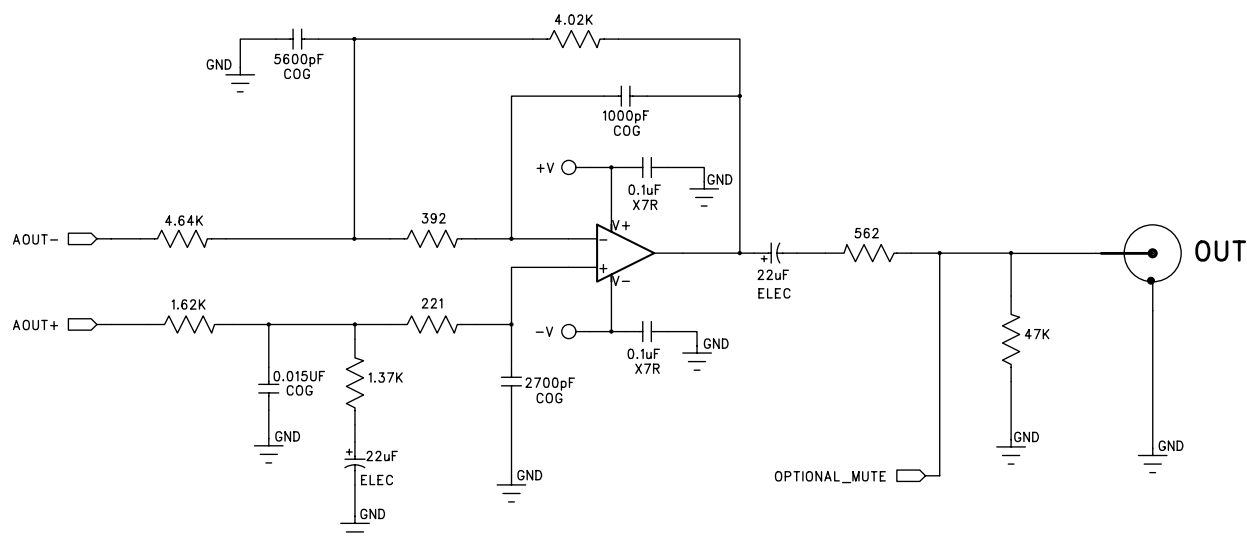 4.02K
GND
5600pF
COG
1000pF
COG
+V
GND
0.1uF
X7R
V+
4.64K
392
AOUT-
-
+
562
OUT
+
22uF
ELEC
V-
1.62K
221
AOUT+
-V
GND
0.1uF
X7R
47K
0.015UF
COG
1.37K
2700pF
COG
GND
GND
+
22uF
ELEC
GND
GND
OPTIONAL_MUTE
GND